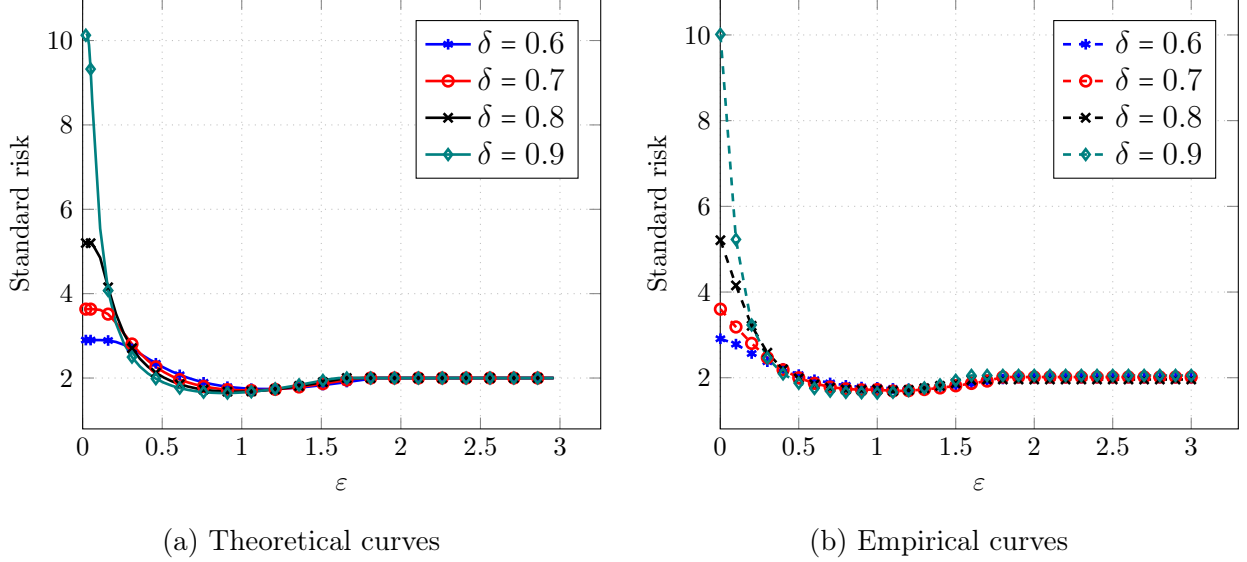 10
8
6
4
2
Standard risk
0
0.5
1
1.5
2
2.5
3
ε
δ = 0.6
δ = 0.7
δ = 0.8
δ = 0.9
(a) Theoretical curves
10
8
6
4
2
Standard risk
0
0.5
1
1.5
2
2.5
3
ε
δ = 0.6
δ = 0.7
δ = 0.8
δ = 0.9
(b) Empirical curves